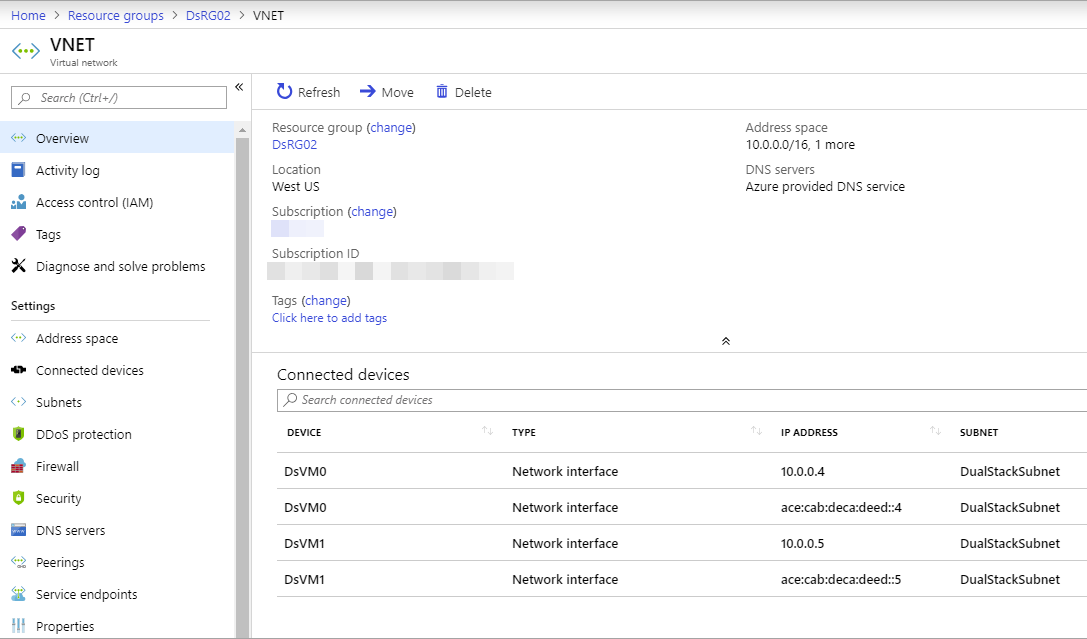 Home > Resource groups > DsRG02 > VNET
VNET
Virtual network
Search (Ctrl+/)
«
Overview
Activity log
Access control (IAM)
Tags
Diagnose and solve problems
Settings
Address space
Connected devices
Subnets
DDoS protection
Firewall
Security
DNS servers
Peerings
Service endpoints
Properties
Refresh Move Delete
Resource group (change)
DsRG02
Location
West US
Subscription (change)
Subscription ID
Tags (change)
Click here to add tags
Address space
10.0.0.0/16, 1 more
DNS servers
Azure provided DNS service
Connected devices
Search connected devices
DEVICE TYPE IP ADDRESS SUBNET
DsVM0 Network interface 10.0.0.4 DualStackSubnet
DsVM0 Network interface ace:cab:deca:deed::4 DualStackSubnet
DsVM1 Network interface 10.0.0.5 DualStackSubnet
DsVM1 Network interface ace:cab:deca:deed::5 DualStackSubnet